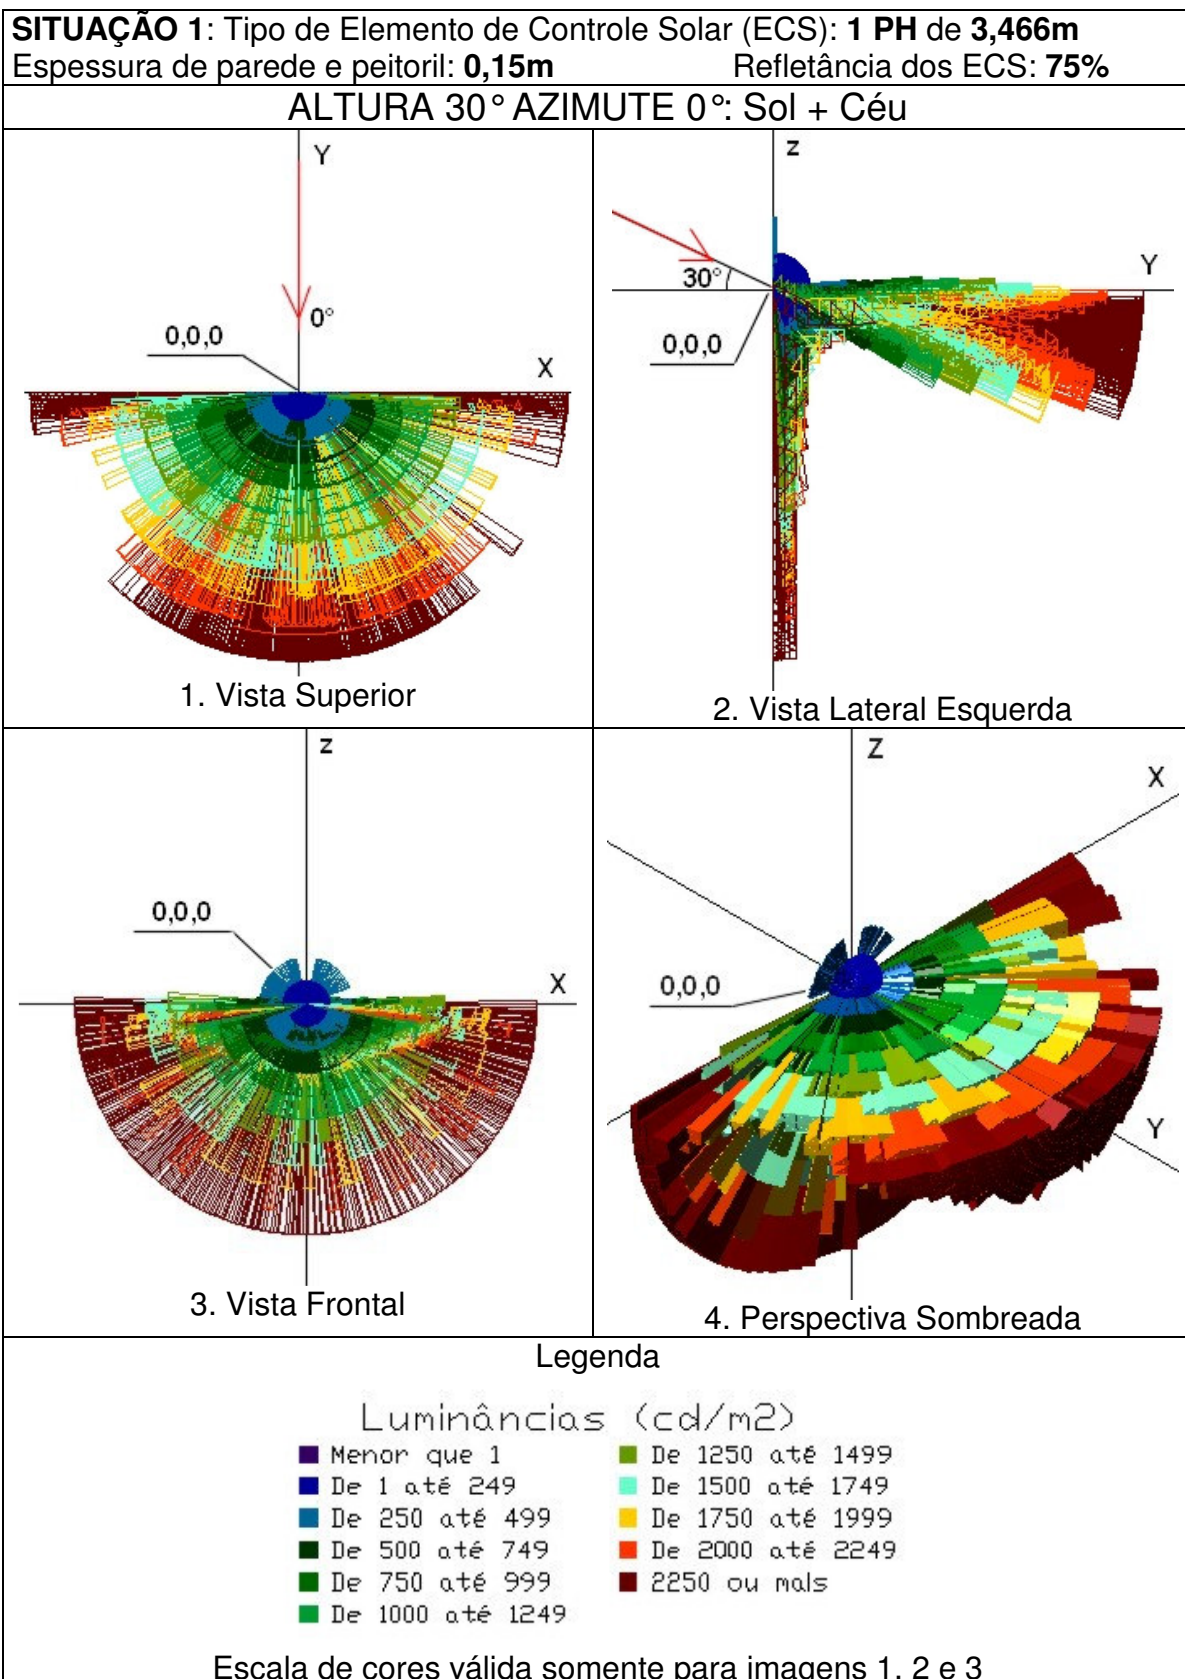 SITUAÇÃO 1: Tipo de Elemento de Controle Solar (ECS): 1 PH de 3,466m
Espessura de parede e peitoril: 0,15m Refletância dos ECS: 75%
ALTURA 30° AZIMUTE 0°: Sol + Céu
Y
0°
0,0,0
X
1. Vista Superior
z
30°
Y
0,0,0
2. Vista Lateral Esquerda
z
0,0,0
X
3. Vista Frontal
Z
X
0,0,0
Y
4. Perspectiva Sombreada
Legenda
Luminâncias (cd/m2)
Menor que 1
De 1 até 249
De 250 até 499
De 500 até 749
De 750 até 999
De 1000 até 1249
De 1250 até 1499
De 1500 até 1749
De 1750 até 1999
De 2000 até 2249
2250 ou mais
Escala de cores válida somente para imagens 1, 2 e 3